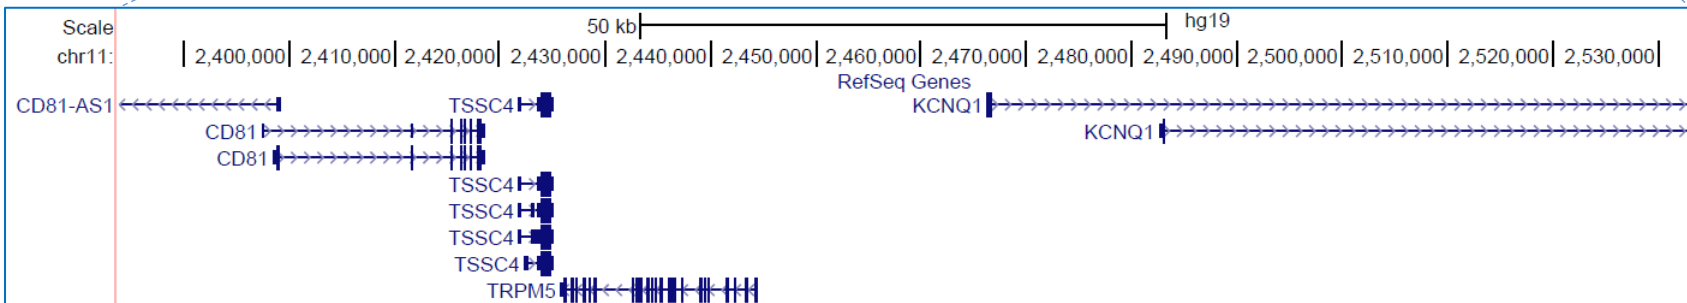 Scale 50 kb hg19
chr11: 2,400,000 2,410,000 2,420,000 2,430,000 2,440,000 2,450,000 2,460,000 2,470,000 2,480,000 2,490,000 2,500,000 2,510,000 2,520,000 2,530,000
RefSeq Genes
CD81-AS1 TSSC4 KCNQ1
CD81 KCNQ1
CD81
TSSC4
TSSC4
TSSC4
TSSC4
TRPM5